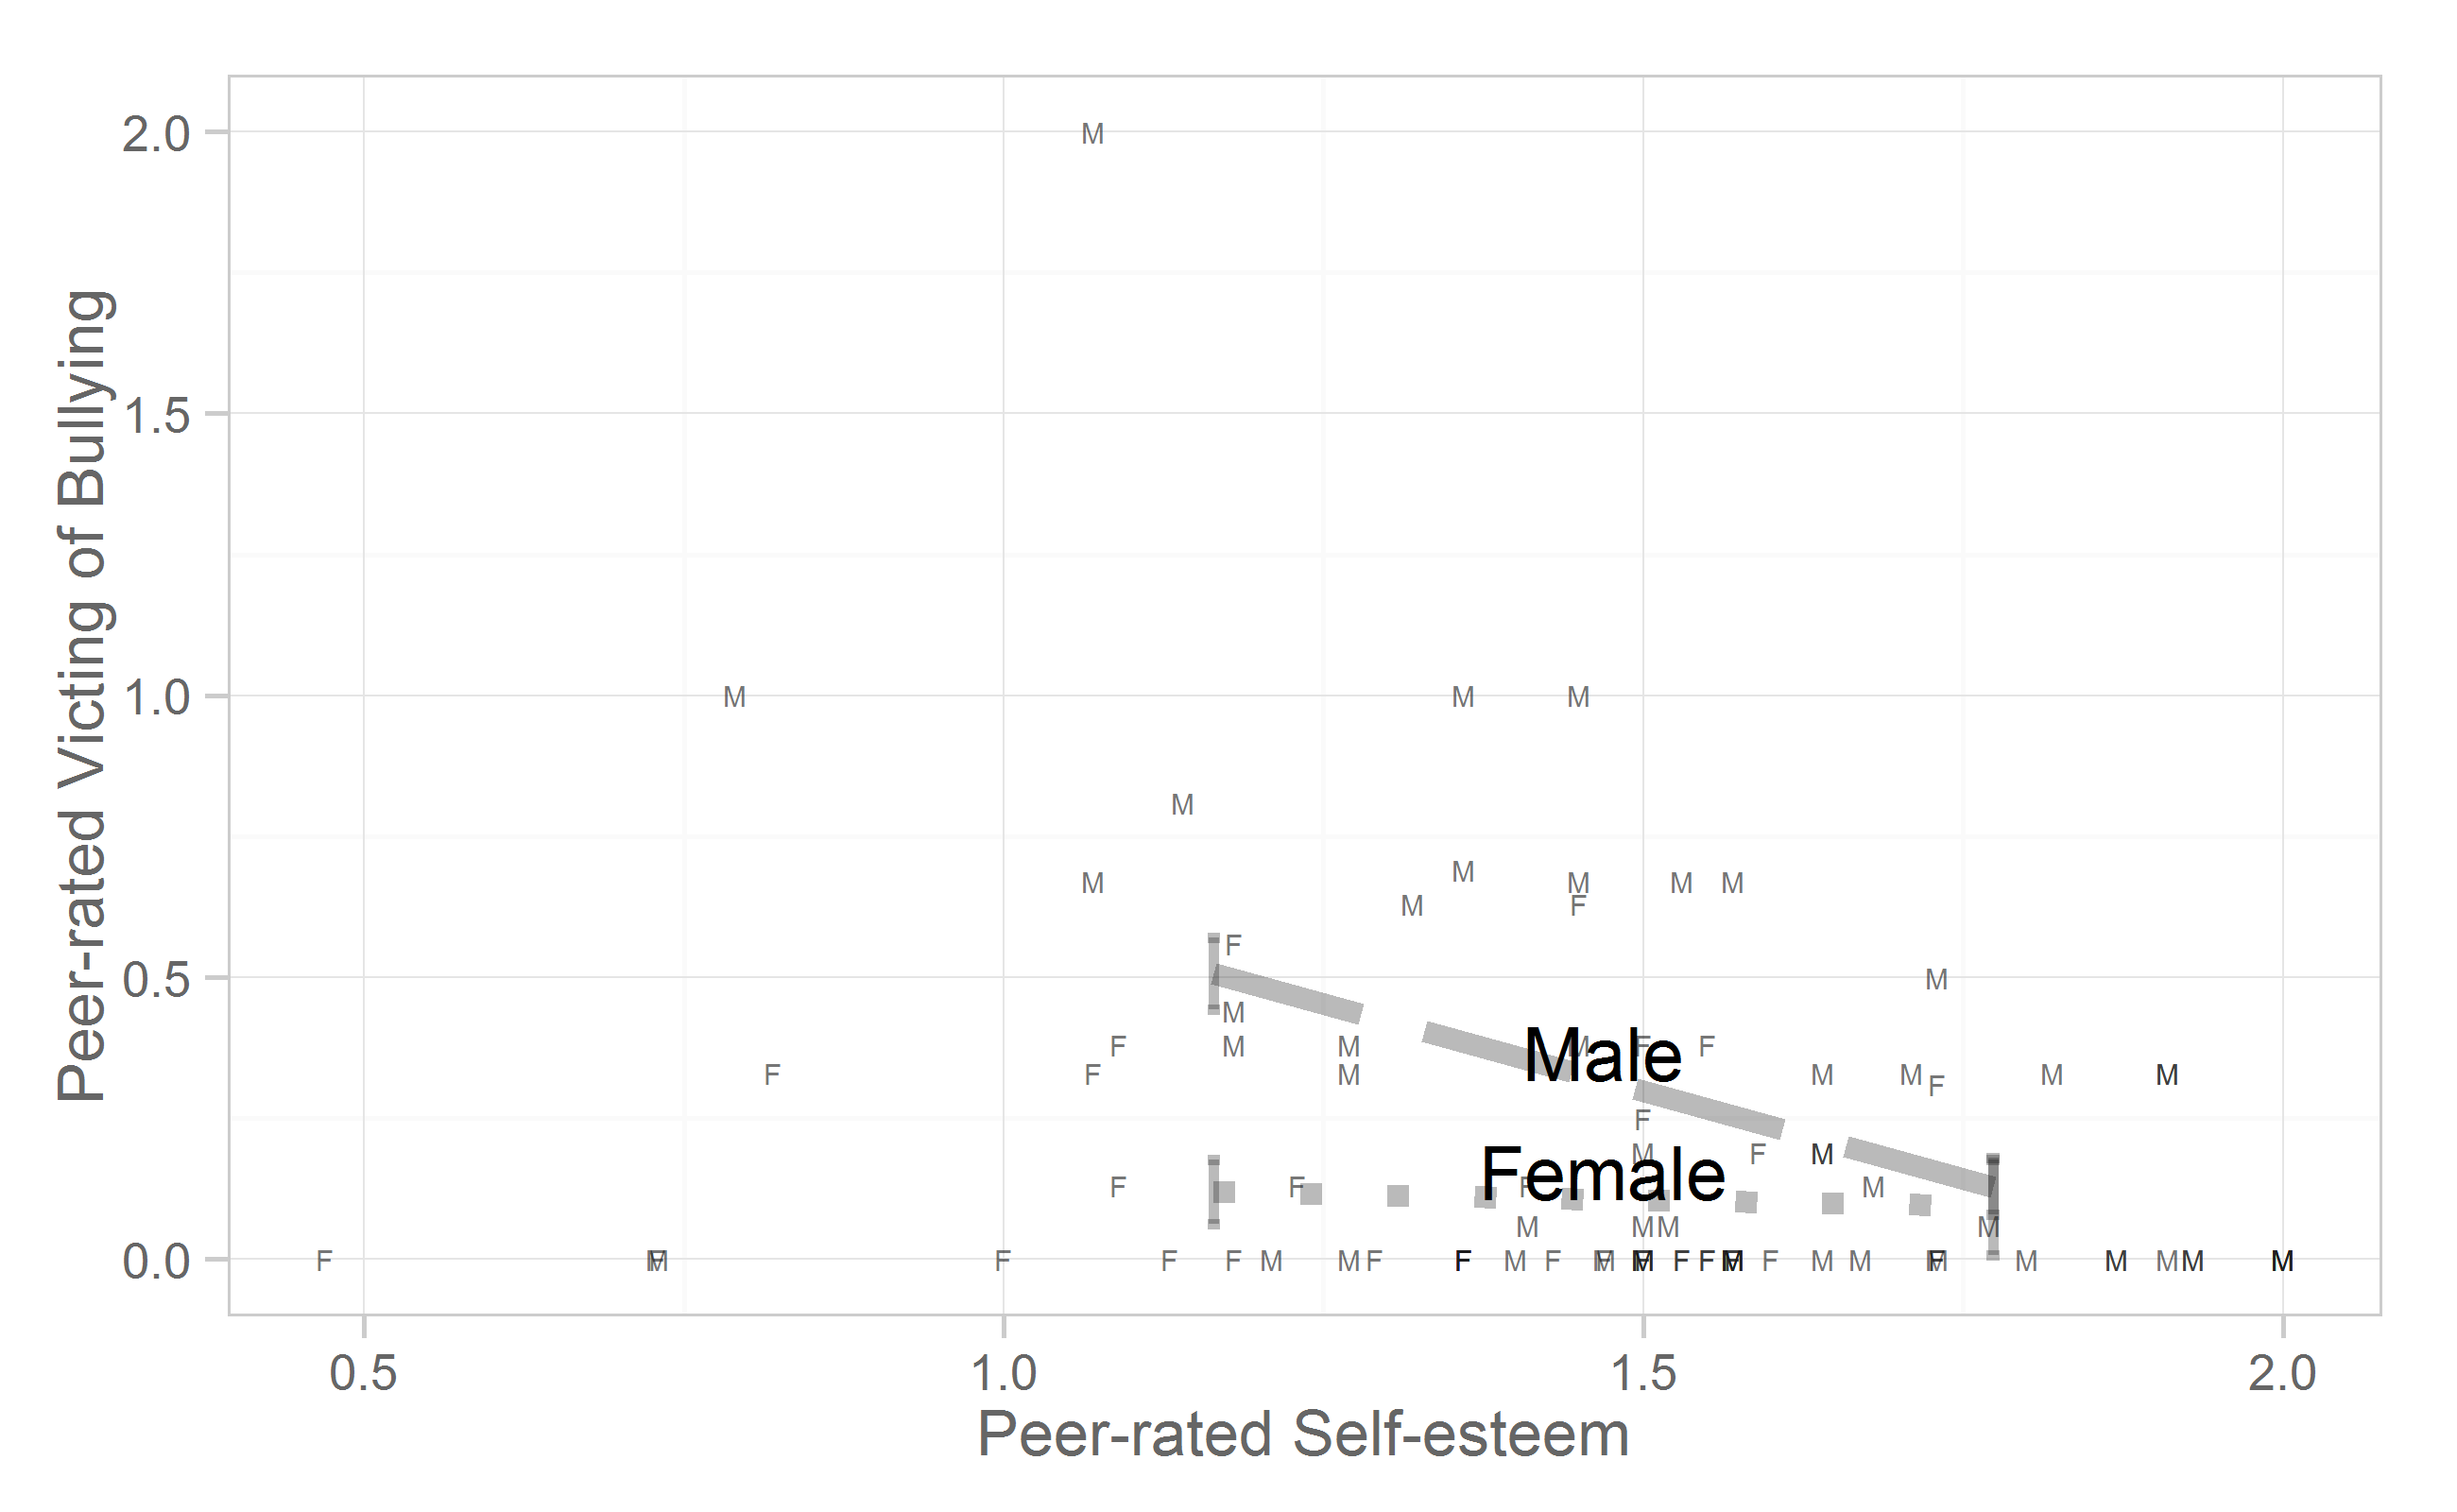 Peer-rated Victing of Bullying
2.0
1.5
1.0
0.5
0.0
M
M M M
M
M M M M M
M F
F M
M
F M M M F F
F F M M M F M M
F
M F M
F F F M
M M M M
F F M F F F M M F F M M F M F M F F M F M M M F M M M M
Male
Female
0.5 1.0 1.5 2.0
Peer-rated Self-esteem